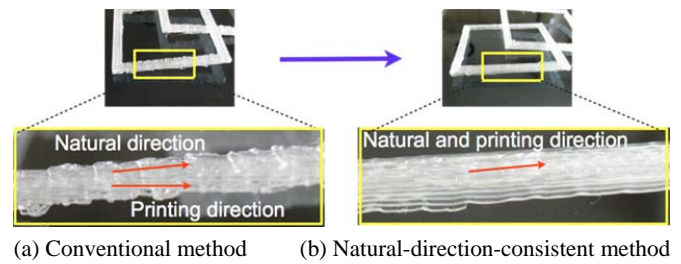 Natural direction
Printing direction
Natural and printing direction
(a) Conventional method
(b) Natural-direction-consistent method